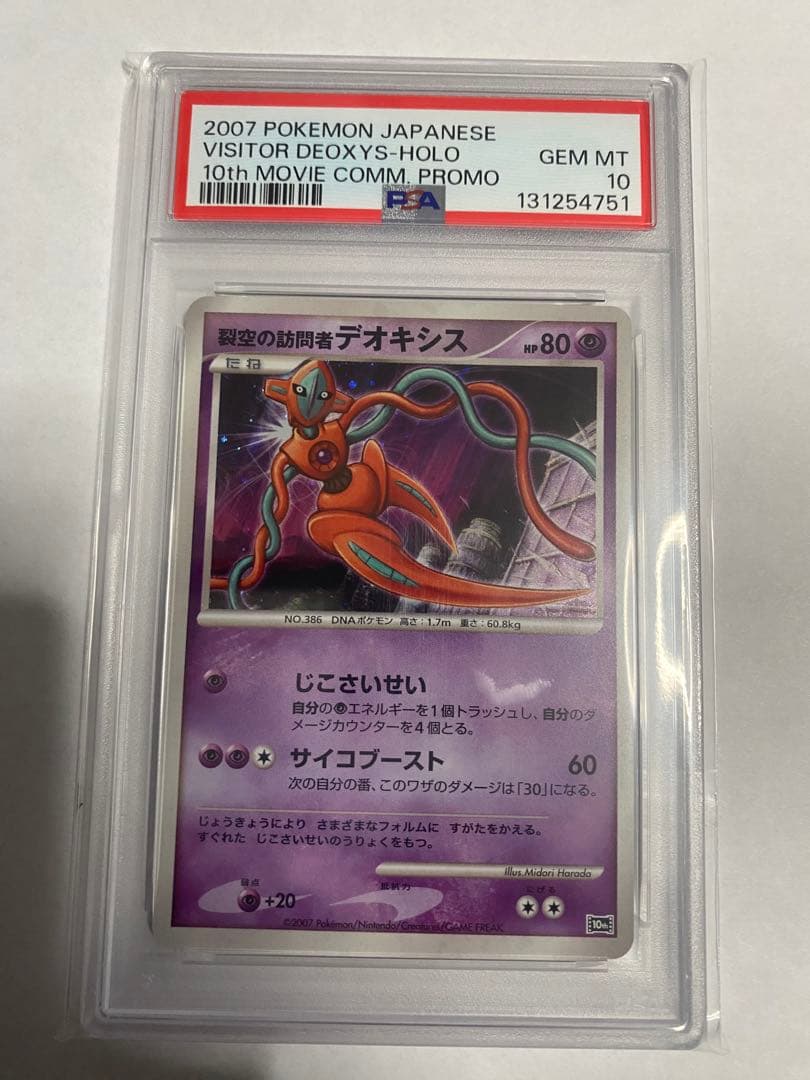 2007 POKEMON JAPANESE
VISITOR DEOXYS-HOLO GEM MT
10th MOVIE COMM. PROMO 10
PSA 131254751
裂空の訪問者デオキシス HP80
たね
NO.386 DNAポケモン 高さ:1.7m 重さ:60.8kg
じこさいせい
自分のエネルギーを1個トラッシュし、自分のダ
メージカウンターを4個とる。
サイコブースト 60
次の自分の番、このワザのダメージは「30」になる。
じょうきょうにより さまざまなフォルムに すがたをかえる。
すぐれた じこさいせいのうりょくをもつ。
Illus.Midori Harada
弱点 抵抗力 にげる
+20
©2007 Pokémon/Nintendo/Creatures/GAME FREAK
10th